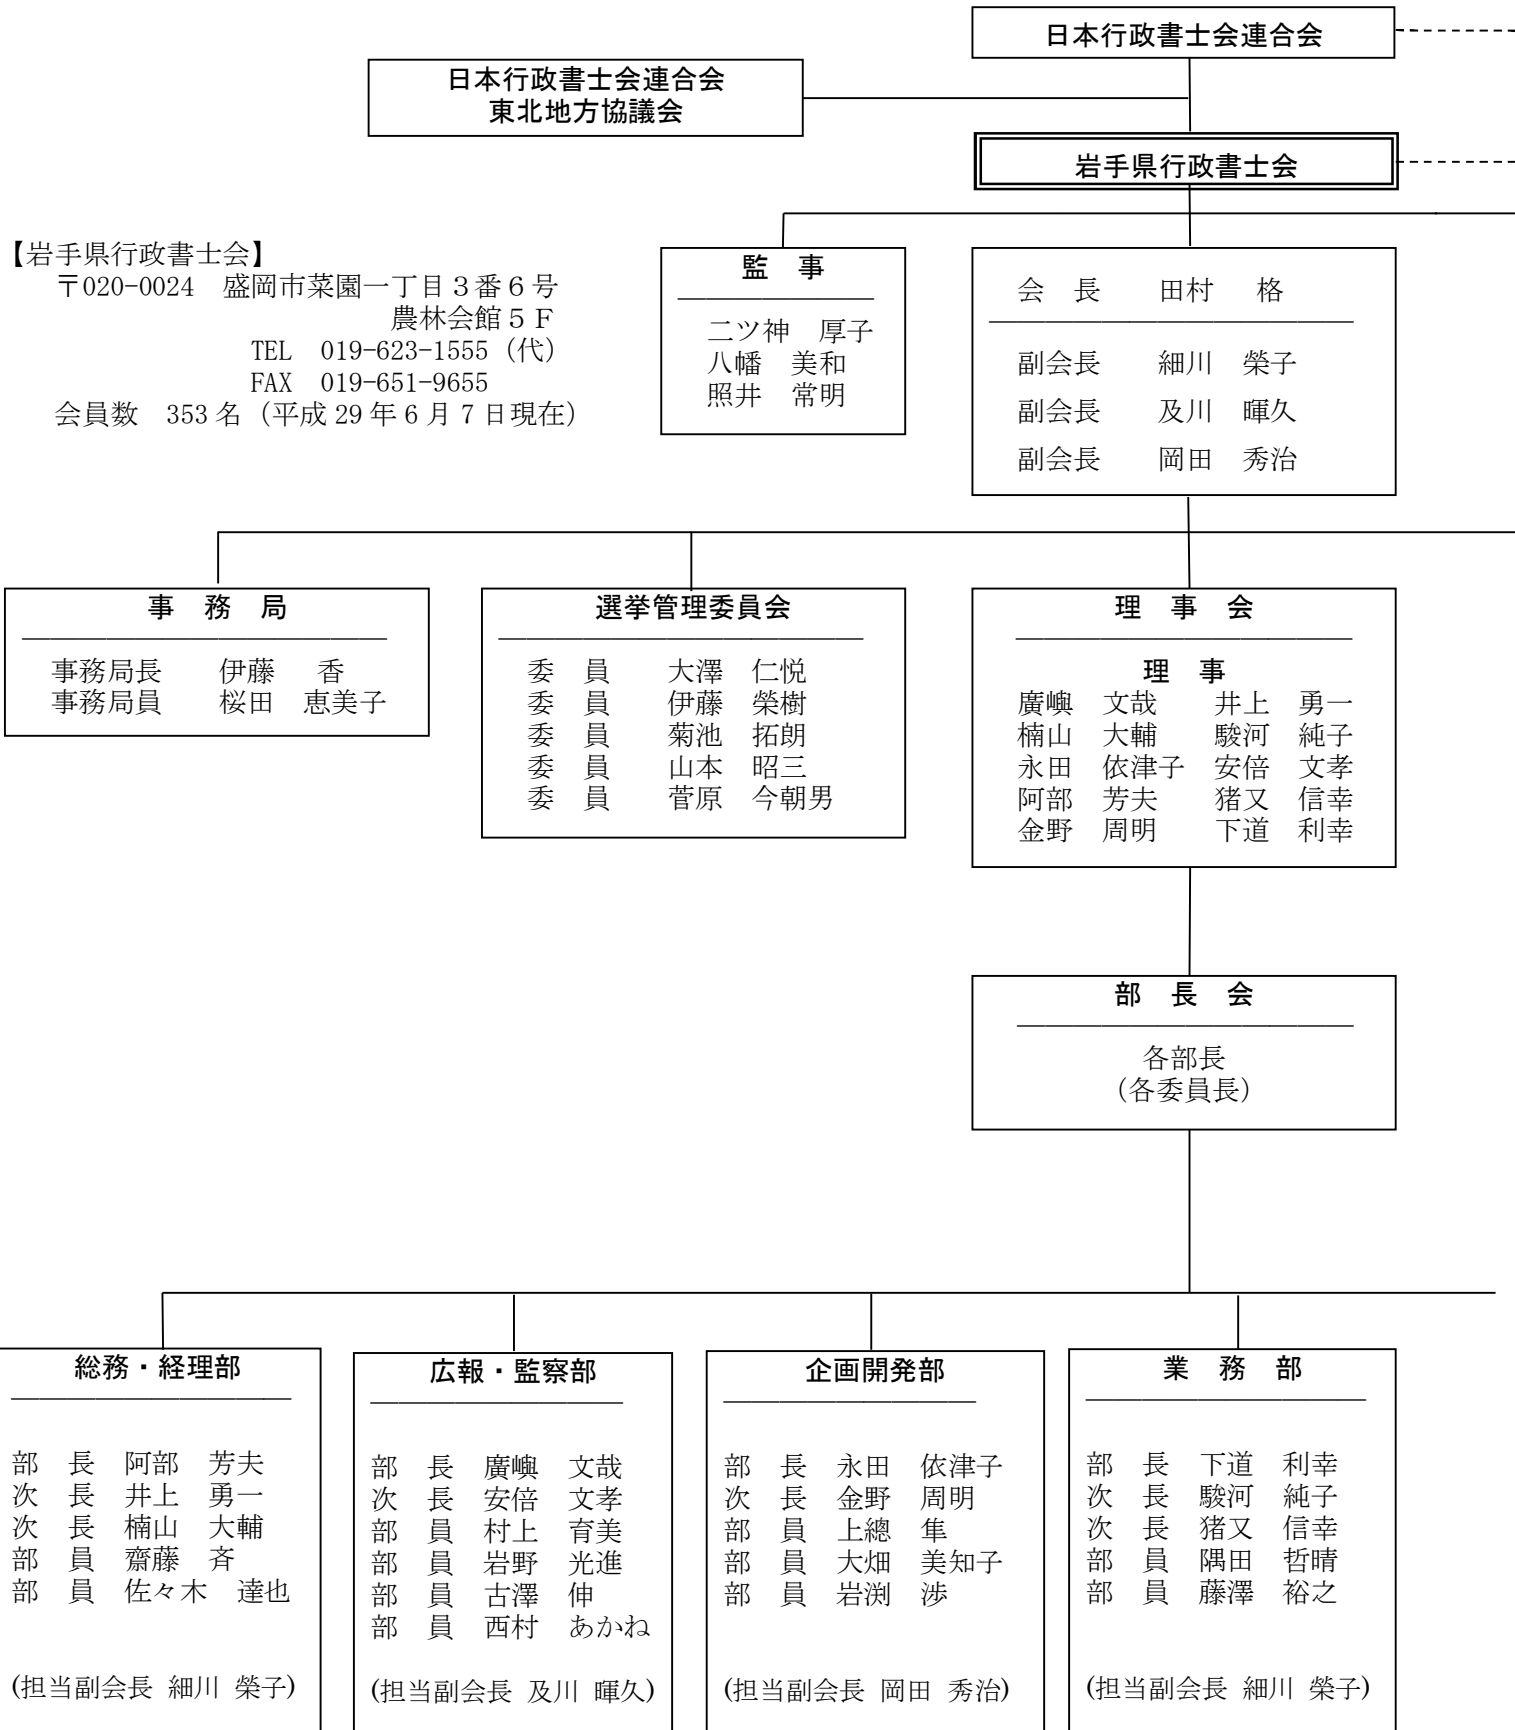 日本行政書士会連合会
日本行政書士会連合会
東北地方協議会
岩手県行政書士会
【岩手県行政書士会】
〒020-0024　盛岡市菜園一丁目３番６号
農林会館５Ｆ
TEL　019-623-1555（代）
FAX　019-651-9655
会員数　353名（平成29年6月7日現在）
監　事
二ツ神　厚子
八幡　美和
照井　常明
会　長　　田村　格
副会長　　細川　榮子
副会長　　及川　暉久
副会長　　岡田　秀治
事　務　局
事務局長　　伊藤　香
事務局員　　桜田　恵美子
選挙管理委員会
委　員　　大澤　仁悦
委　員　　伊藤　榮樹
委　員　　菊池　拓朗
委　員　　山本　昭三
委　員　　菅原　今朝男
理　事　会
理　事
廣嶼　文哉　　井上　勇一
楠山　大輔　　駿河　純子
永田　依津子　安倍　文孝
阿部　芳夫　　猪又　信幸
金野　周明　　下道　利幸
部　長　会
各部長
（各委員長）
総務・経理部
部　長　阿部　芳夫
次　長　井上　勇一
次　長　楠山　大輔
部　員　齋藤　斉
部　員　佐々木　達也
(担当副会長 細川 榮子)
広報・監察部
部　長　廣嶼　文哉
次　長　安倍　文孝
部　員　村上　育美
部　員　岩野　光進
部　員　古澤　伸
部　員　西村　あかね
(担当副会長 及川 暉久)
企画開発部
部　長　永田　依津子
次　長　金野　周明
部　員　上總　隼
部　員　大畑　美知子
部　員　岩渕　渉
(担当副会長 岡田 秀治)
業　務　部
部　長　下道　利幸
次　長　駿河　純子
次　長　猪又　信幸
部　員　隅田　哲晴
部　員　藤澤　裕之
(担当副会長 細川 榮子)